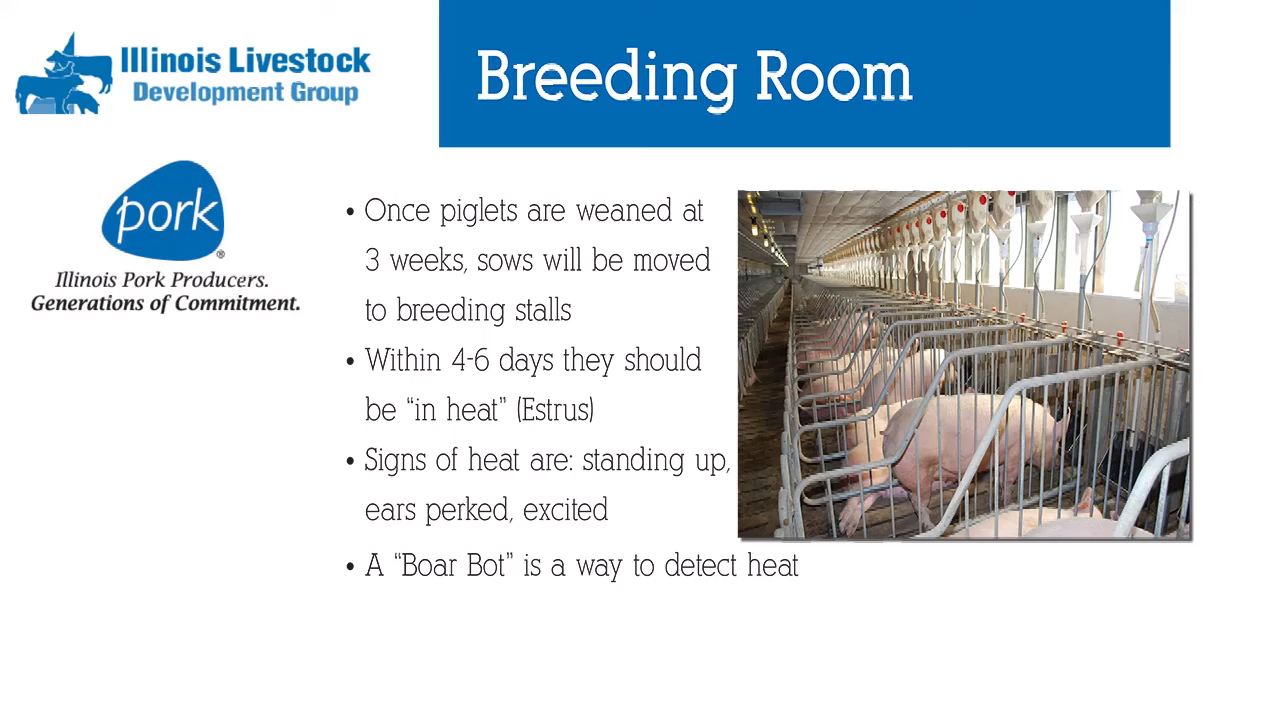 Illinois Livestock
Development Group
Breeding Room
pork
®
Illinois Pork Producers.
Generations of Commitment.
• Once piglets are weaned at
3 weeks, sows will be moved
to breeding stalls
• Within 4-6 days they should
be “in heat” (Estrus)
• Signs of heat are: standing up,
ears perked, excited
• A “Boar Bot” is a way to detect heat